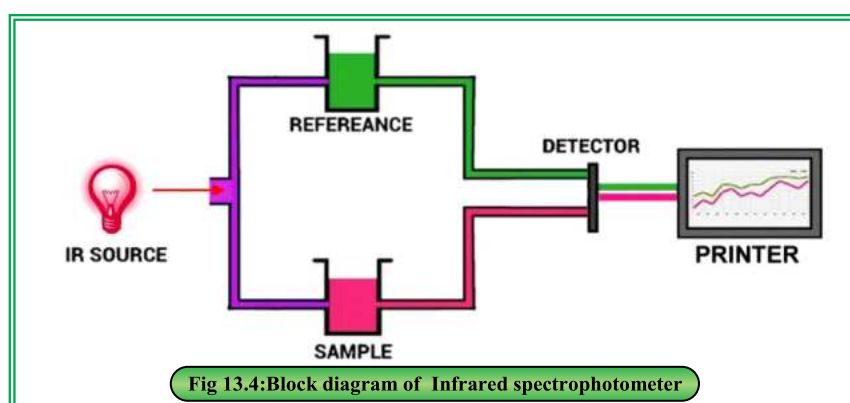 REFEREANCE
DETECTOR
IR SOURCE
PRINTER
SAMPLE
Fig 13.4:Block diagram of Infrared spectrophotometer